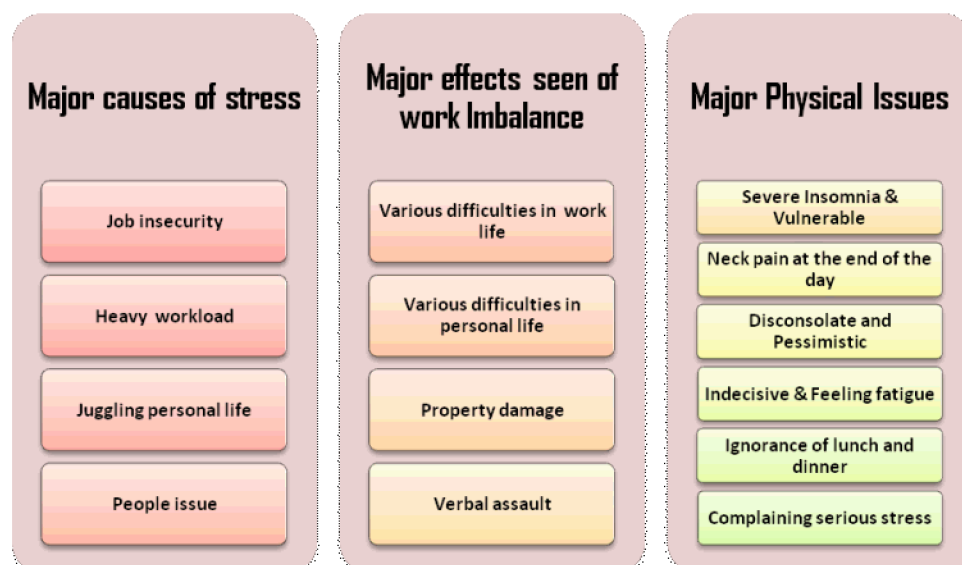 Major causes of stress
Job insecurity
Heavy workload
Juggling personal life
People issue
Major effects seen of
work Imbalance
Various difficulties in work
life
Various difficulties in
personal life
Property damage
Verbal assault
Major Physical Issues
Severe Insomnia &
Vulnerable
Neck pain at the end of the
day
Disconsolate and
Pessimistic
Indecisive & Feeling fatigue
Ignorance of lunch and
dinner
Complaining serious stress